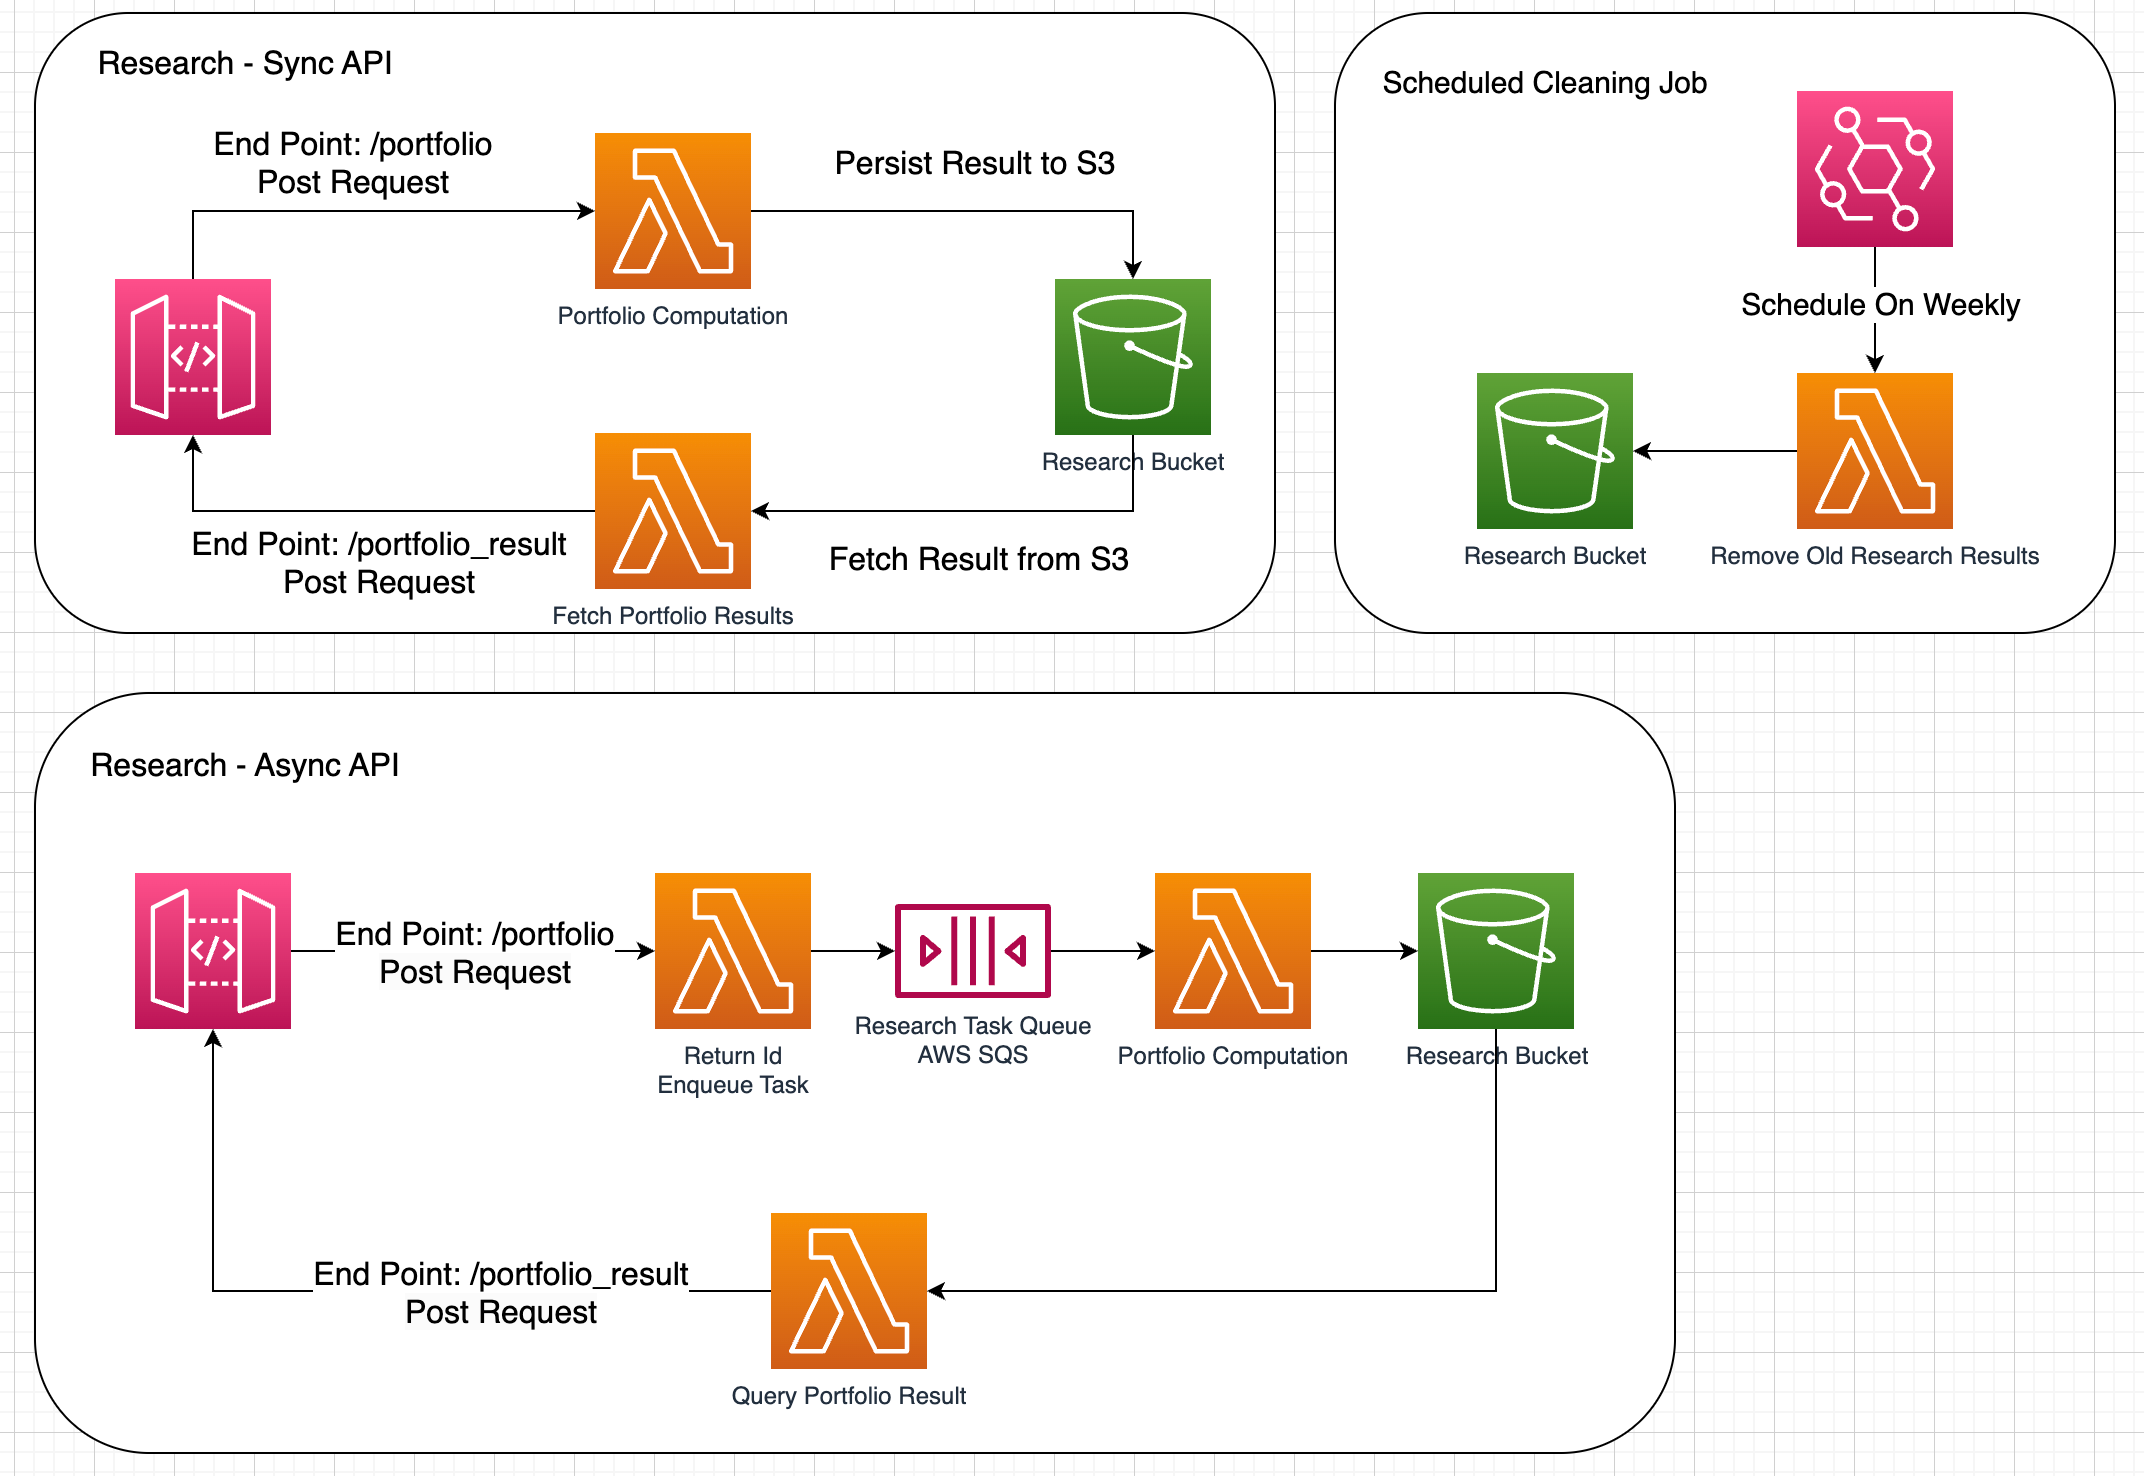 Research - Sync API
End Point: /portfolio
Post Request
Persist Result to S3
Portfolio Computation
Research Bucket
End Point: /portfolio_result
Post Request
Fetch Result from S3
Fetch Portfolio Results
Scheduled Cleaning Job
Schedule On Weekly
Research Bucket
Remove Old Research Results
Research - Async API
End Point: /portfolio
Post Request
Return Id
Enqueue Task
Research Task Queue
AWS SQS
Portfolio Computation
Research Bucket
End Point: /portfolio_result
Post Request
Query Portfolio Result